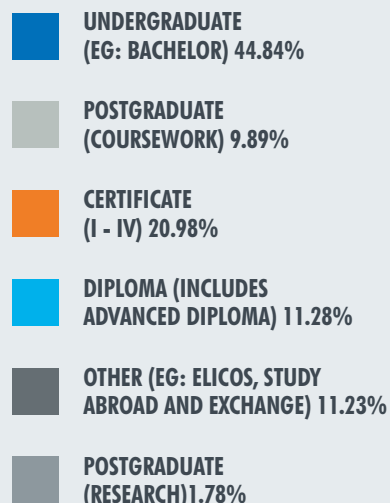 UNDERGRADUATE
(EG: BACHELOR) 44.84%
POSTGRADUATE
(COURSEWORK) 9.89%
CERTIFICATE
(I - IV) 20.98%
DIPLOMA (INCLUDES
ADVANCED DIPLOMA) 11.28%
OTHER (EG: ELICOS, STUDY
ABROAD AND EXCHANGE) 11.23%
POSTGRADUATE
(RESEARCH)1.78%